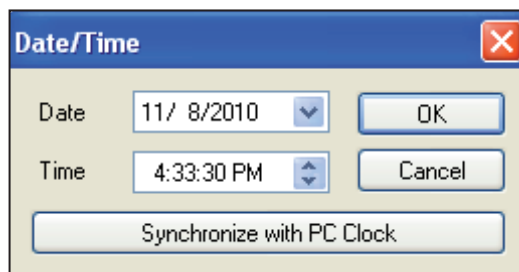 Date/Time
Date 11/ 8/2010 OK
Time 4:33:30 PM Cancel
Synchronize with PC Clock